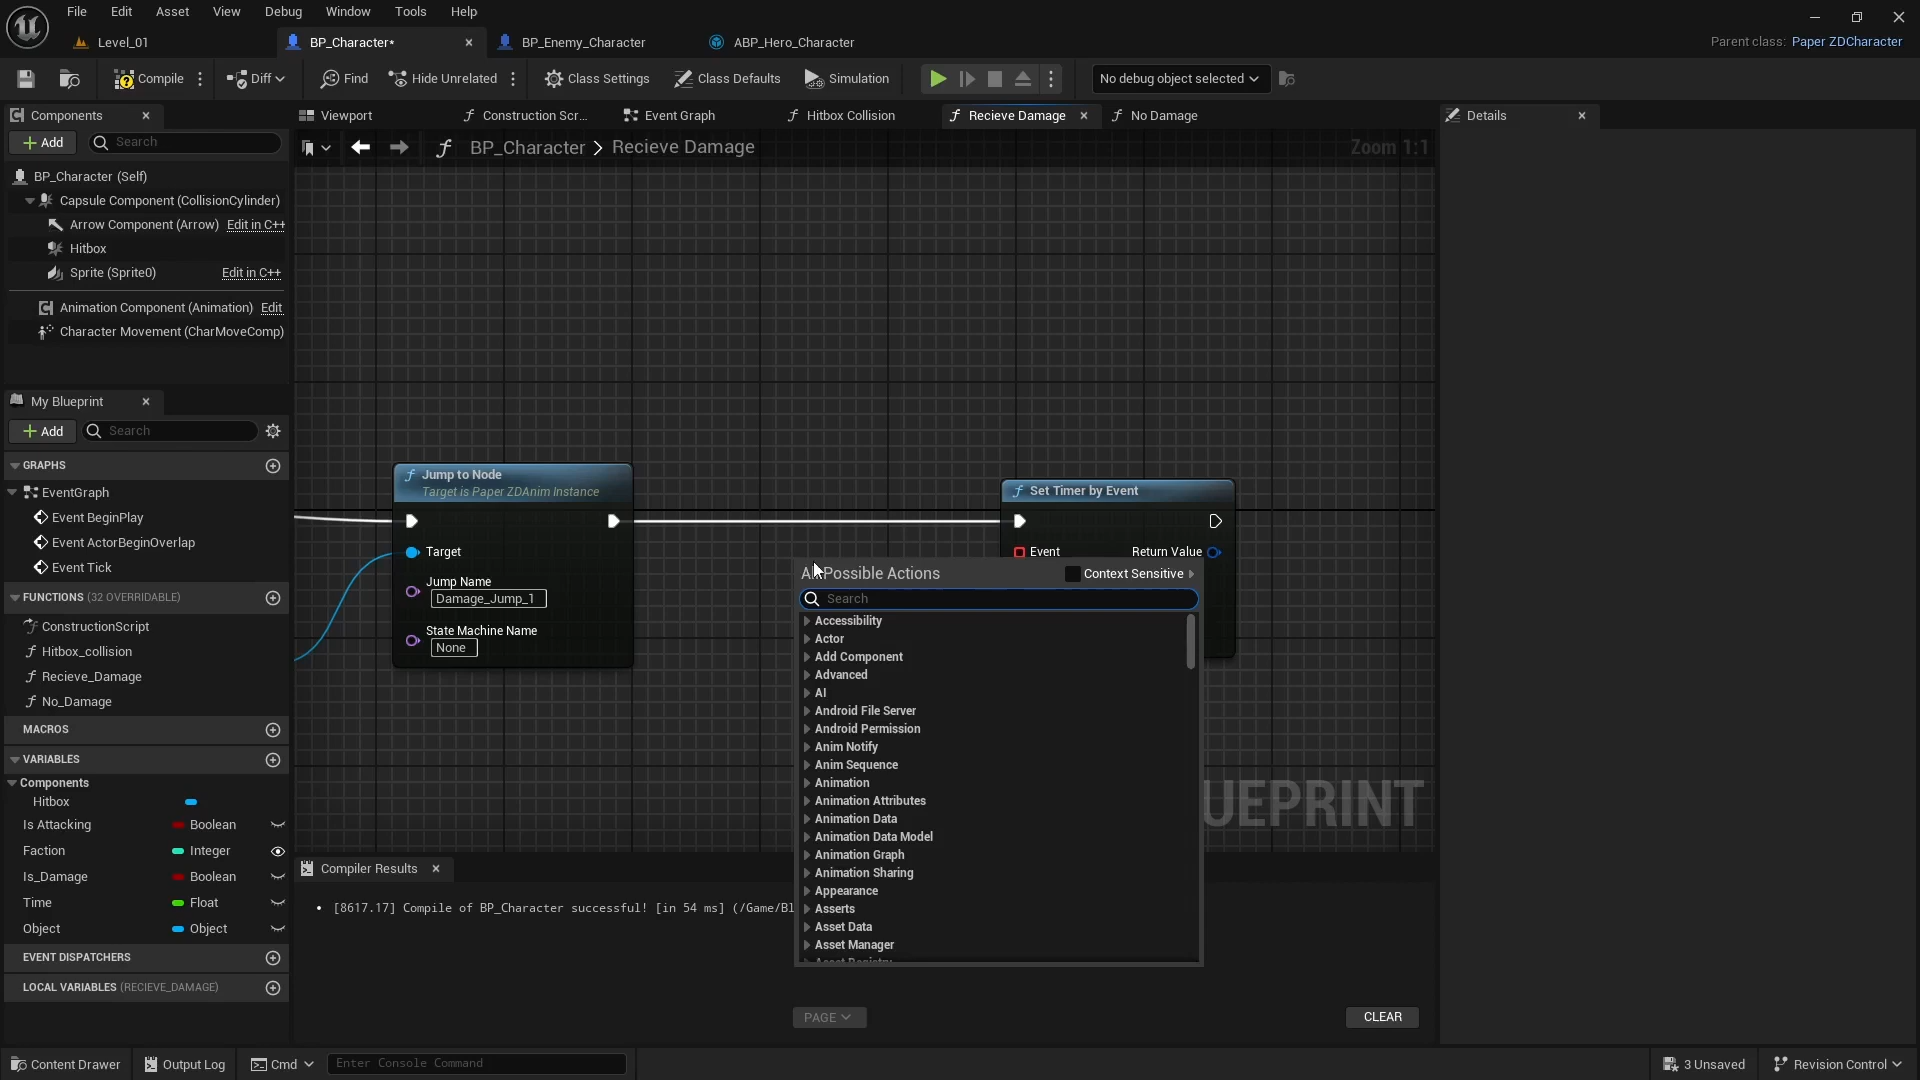 File Edit Asset View Debug Window Tools Help
Level_01 BP_Character* BP_Enemy_Character ABP_Hero_Character Parent class: Paper ZDCharacter
Compile Diff Find Hide Unrelated Class Settings Class Defaults Simulation No debug object selected
Components Viewport Construction Scr... Event Graph Hitbox Collision Recieve Damage No Damage Details
Add Search
BP_Character > Recieve Damage Zoom 1:1
BP_Character (Self)
Capsule Component (CollisionCylinder)
Arrow Component (Arrow) Edit in C++
Hitbox
Sprite (Sprite0) Edit in C++
Animation Component (Animation) Edit
Character Movement (CharMoveComp)
My Blueprint
Add Search
GRAPHS
EventGraph
Event BeginPlay
Event ActorBeginOverlap
Event Tick
FUNCTIONS (32 OVERRIDABLE)
ConstructionScript
Hitbox_collision
Recieve_Damage
No_Damage
MACROS
VARIABLES
Components
Hitbox
Is Attacking Boolean
Faction Integer
Is_Damage Boolean
Time Float
Object Object
EVENT DISPATCHERS
LOCAL VARIABLES (RECIEVE_DAMAGE)
Jump to Node
Target is Paper ZDAnim Instance
Target
Jump Name
Damage_Jump_1
State Machine Name
None
Set Timer by Event
Event Return Value
Possible Actions Context Sensitive
Search
Accessibility
Actor
Add Component
Advanced
AI
Android File Server
Android Permission
Anim Notify
Anim Sequence
Animation
Animation Attributes
Animation Data
Animation Data Model
Animation Graph
Animation Sharing
Appearance
Asserts
Asset Data
Asset Manager
Asset Registry
UEPRINT
Compiler Results
[8617.17] Compile of BP_Character successful! [in 54 ms] (/Game/Bl
PAGE CLEAR
Content Drawer Output Log Cmd Enter Console Command 3 Unsaved Revision Control